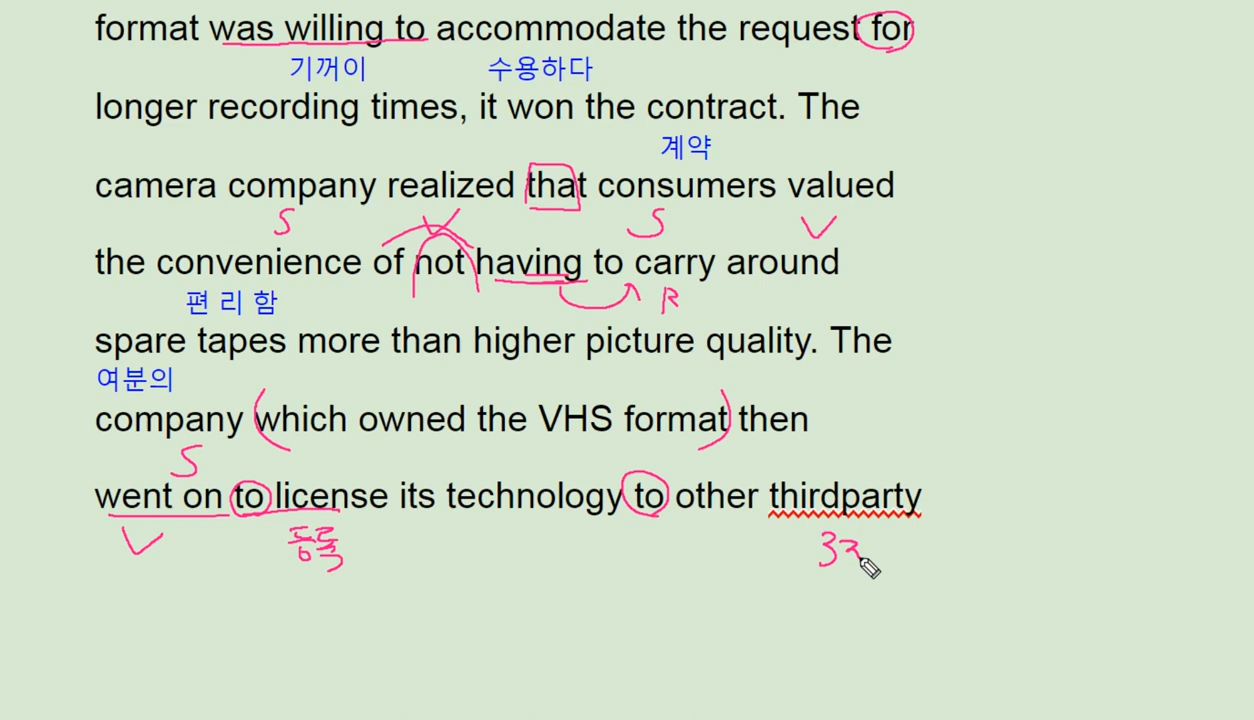 format was willing to accommodate the request for
기꺼이 수용하다
longer recording times, it won the contract. The
계약
camera company realized that consumers valued
S V S V
the convenience of not having to carry around
편 리 함 R
spare tapes more than higher picture quality. The
여분의
company (which owned the VHS format) then
S
went on to license its technology to other thirdparty
V 등록 3